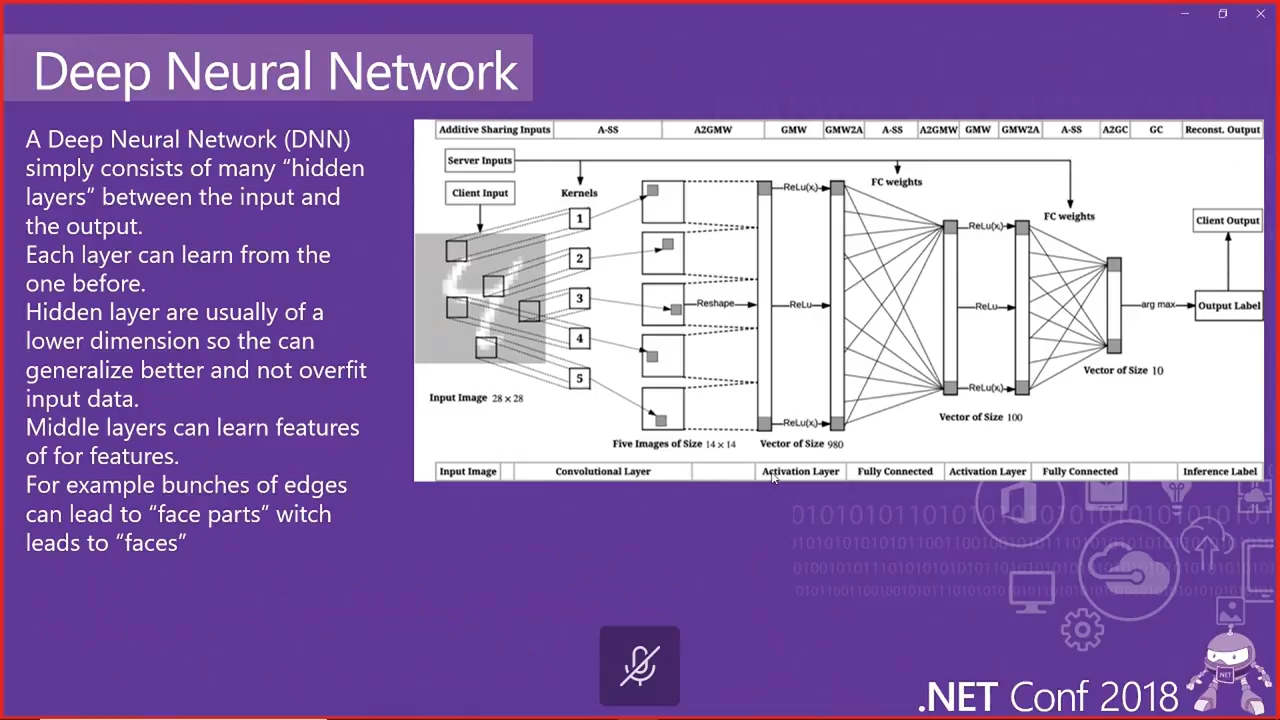 Deep Neural Network
A Deep Neural Network (DNN)
simply consists of many “hidden
layers” between the input and
the output.
Each layer can learn from the
one before.
Hidden layer are usually of a
lower dimension so the can
generalize better and not overfit
input data.
Middle layers can learn features
of for features.
For example bunches of edges
can lead to “face parts” witch
leads to “faces”
Additive Sharing Inputs A-SS A2GMW GMW GMW2A A-SS A2GMW GMW GMW2A A-SS A2GC GC Reconst. Output
Server Inputs
Client Input
Kernels
FC weights
FC weights
1
2
3
4
5
Reshape
ReLu(xᵢ)
ReLu
ReLu(xᵢ)
ReLu(xᵢ)
ReLu
ReLu(xᵢ)
arg max
Client Output
Output Label
Input Image 28 × 28
Five Images of Size 14 × 14
Vector of Size 980
Vector of Size 100
Vector of Size 10
Input Image Convolutional Layer Activation Layer Fully Connected Activation Layer Fully Connected Inference Label
.NET Conf 2018
.NET